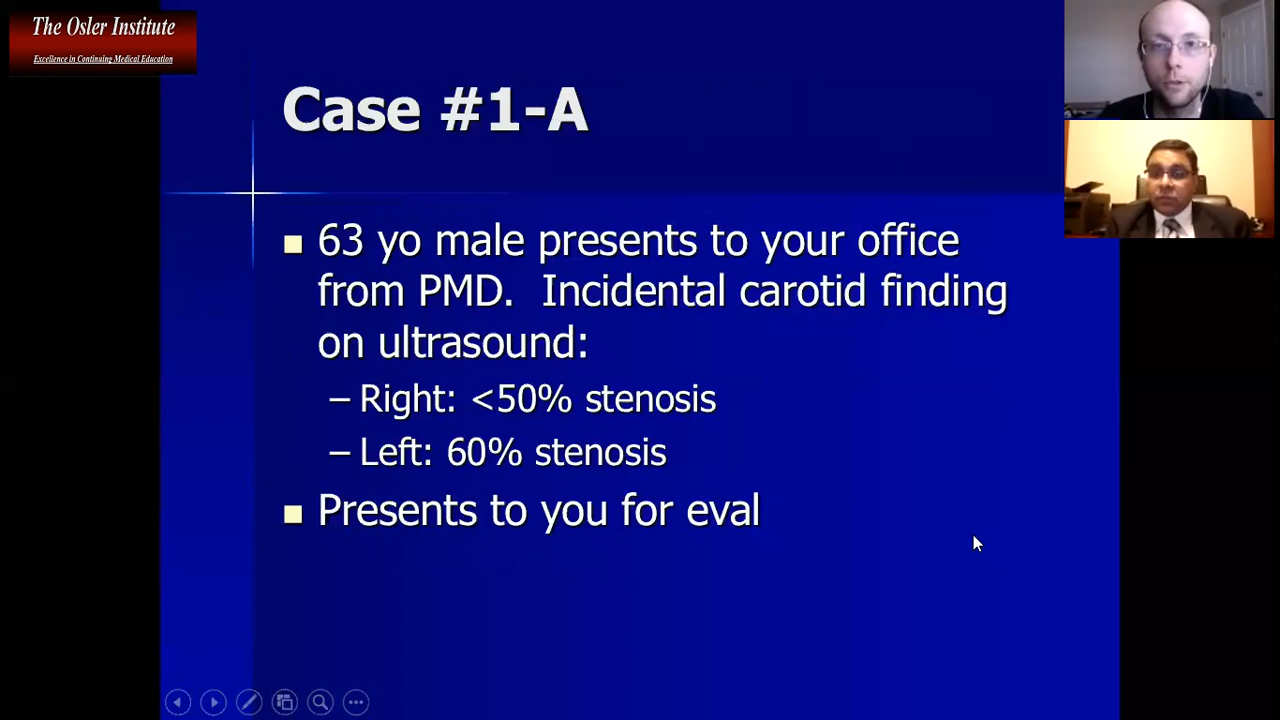 The Osler Institute
Excellence in Continuing Medical Education
Case #1-A
63 yo male presents to your office
from PMD.  Incidental carotid finding
on ultrasound:
– Right: <50% stenosis
– Left: 60% stenosis
Presents to you for eval